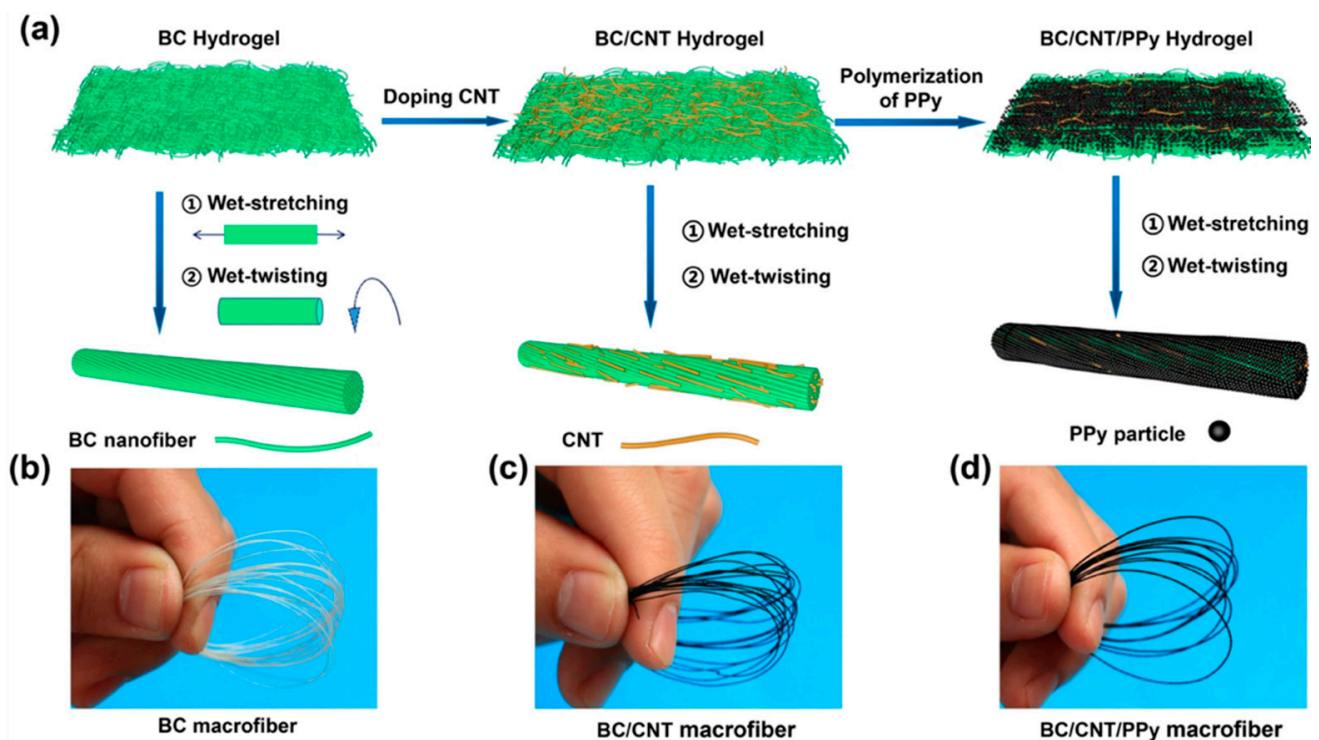 (a)
BC Hydrogel
BC/CNT Hydrogel
BC/CNT/PPy Hydrogel
Doping CNT
Polymerization
of PPy
① Wet-stretching
② Wet-twisting
① Wet-stretching
② Wet-twisting
① Wet-stretching
② Wet-twisting
BC nanofiber
CNT
PPy particle
(b)
(c)
(d)
BC macrofiber
BC/CNT macrofiber
BC/CNT/PPy macrofiber